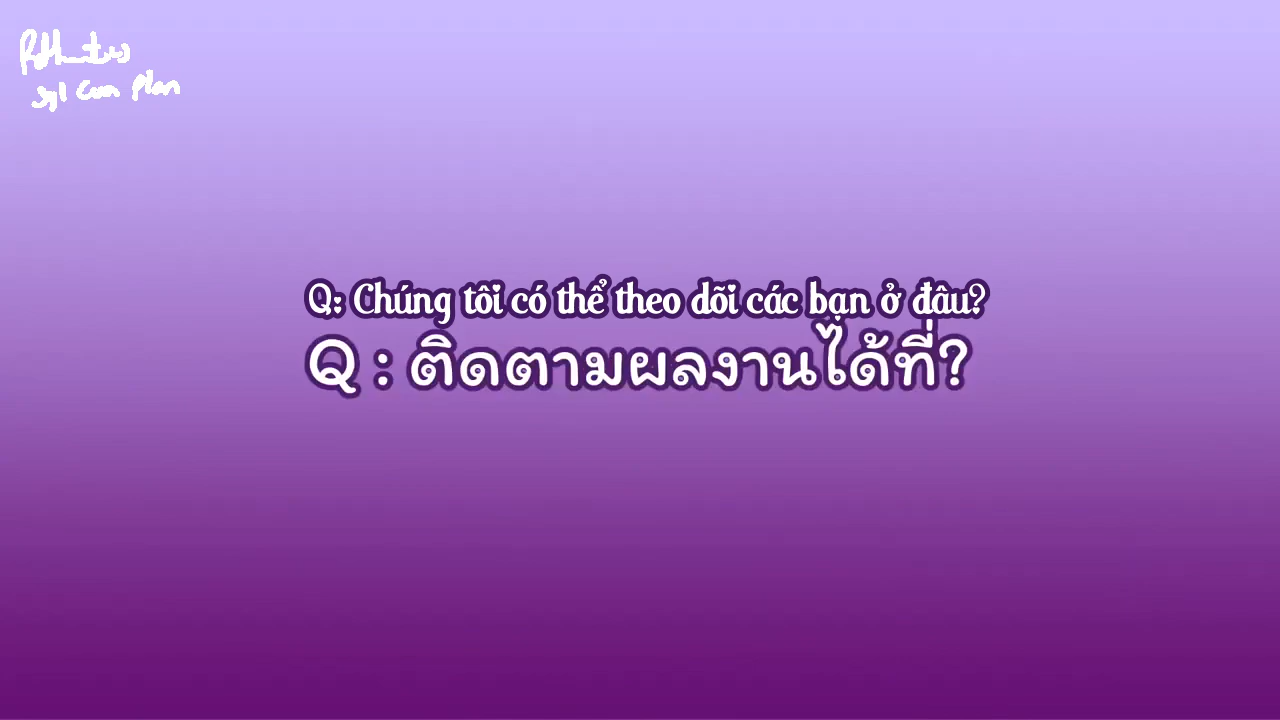 Q: Chúng tôi có thể theo dõi các bạn ở đâu?
Q : ติดตามผลงานได้ที่?